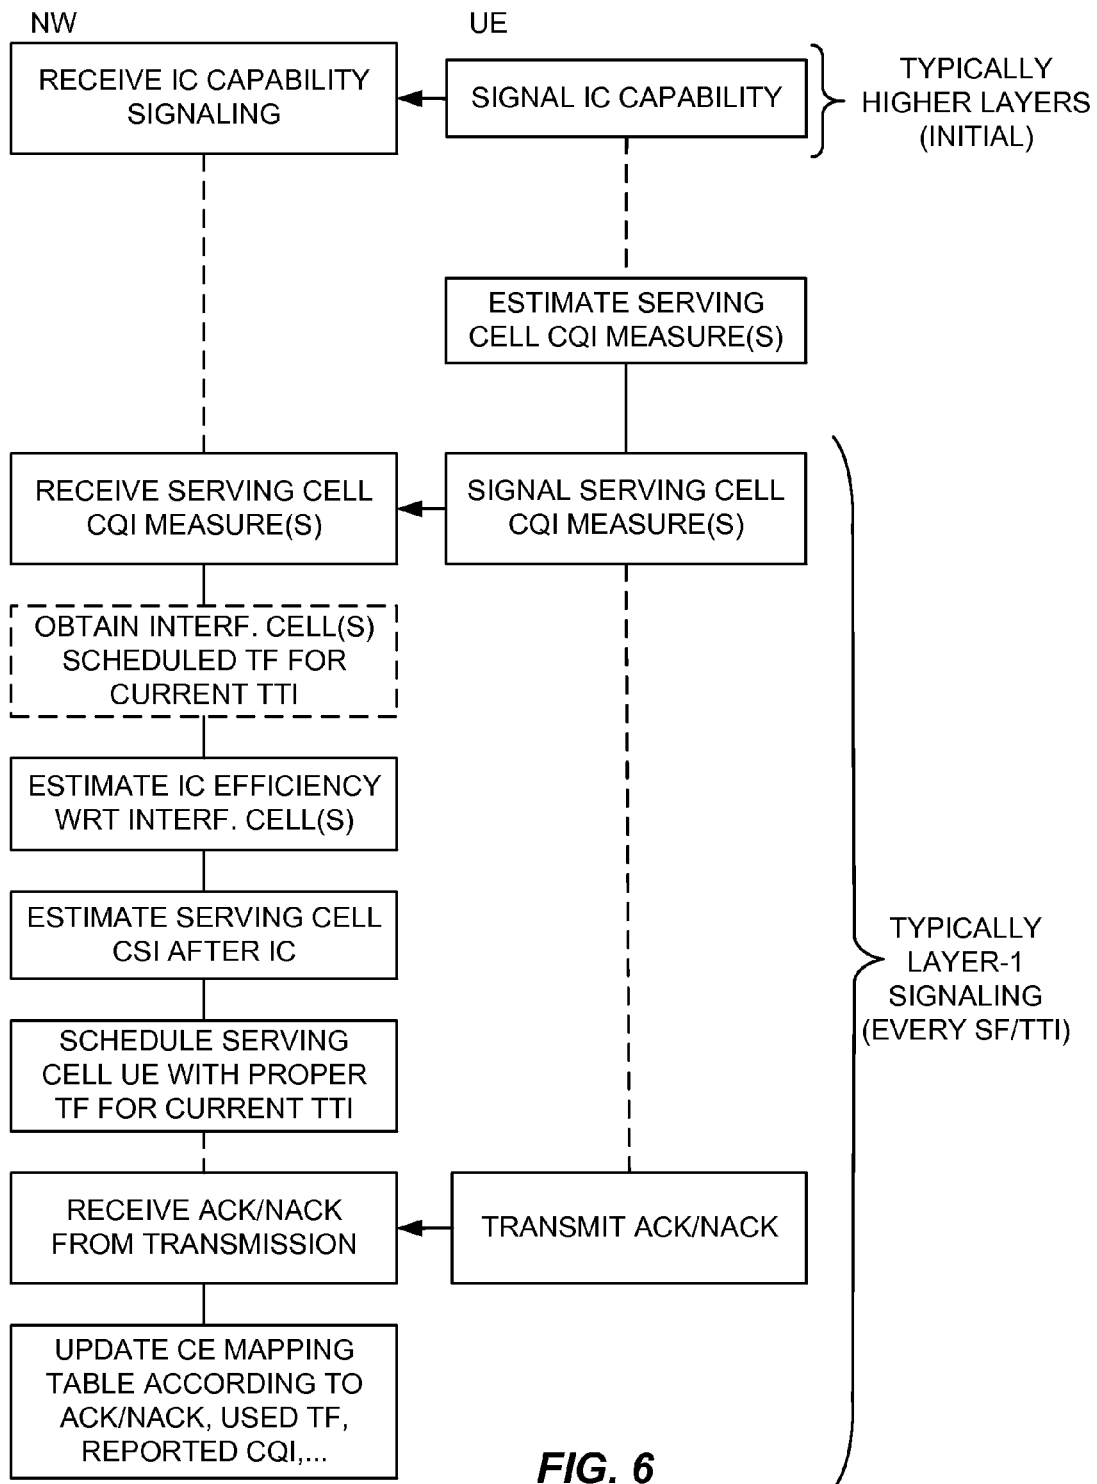 NW
UE
RECEIVE IC CAPABILITY
SIGNALING
SIGNAL IC CAPABILITY
TYPICALLY
HIGHER LAYERS
(INITIAL)
ESTIMATE SERVING
CELL CQI MEASURE(S)
RECEIVE SERVING CELL
CQI MEASURE(S)
SIGNAL SERVING CELL
CQI MEASURE(S)
OBTAIN INTERF. CELL(S)
SCHEDULED TF FOR
CURRENT TTI
ESTIMATE IC EFFICIENCY
WRT INTERF. CELL(S)
ESTIMATE SERVING CELL
CSI AFTER IC
SCHEDULE SERVING
CELL UE WITH PROPER
TF FOR CURRENT TTI
TYPICALLY
LAYER-1
SIGNALING
(EVERY SF/TTI)
RECEIVE ACK/NACK
FROM TRANSMISSION
TRANSMIT ACK/NACK
UPDATE CE MAPPING
TABLE ACCORDING TO
ACK/NACK, USED TF,
REPORTED CQI,...
FIG. 6